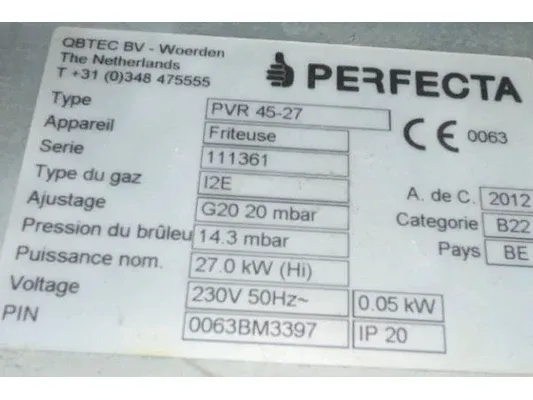 QBTEC BV - Woerden
The Netherlands
T +31 (0)348 475555
PERFECTA
Type PVR 45-27
Appareil Friteuse
CE 0063
Serie 111361
Type du gaz I2E
A. de C. 2012
Ajustage G20 20 mbar
Categorie B22
Pression du brûleu 14.3 mbar
Pays BE
Puissance nom. 27.0 kW (Hi)
Voltage 230V 50Hz~ 0.05 kW
PIN 0063BM3397 IP 20